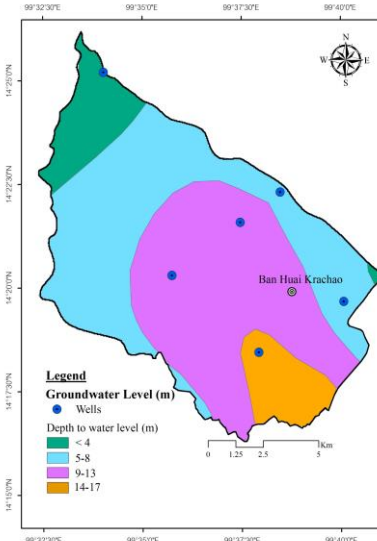 99°32'30"E 99°35'0"E 99°37'30"E 99°40'0"E
N
W E
S
14°25'0"N
14°22'30"N
14°20'0"N
14°17'30"N
14°15'0"N
Ban Huai Krachao
Legend
Groundwater Level (m)
Wells
Depth to water level (m)
< 4
5-8
9-13
14-17
Km
0 1.25 2.5 5
99°32'30"E 99°35'0"E 99°37'30"E 99°40'0"E